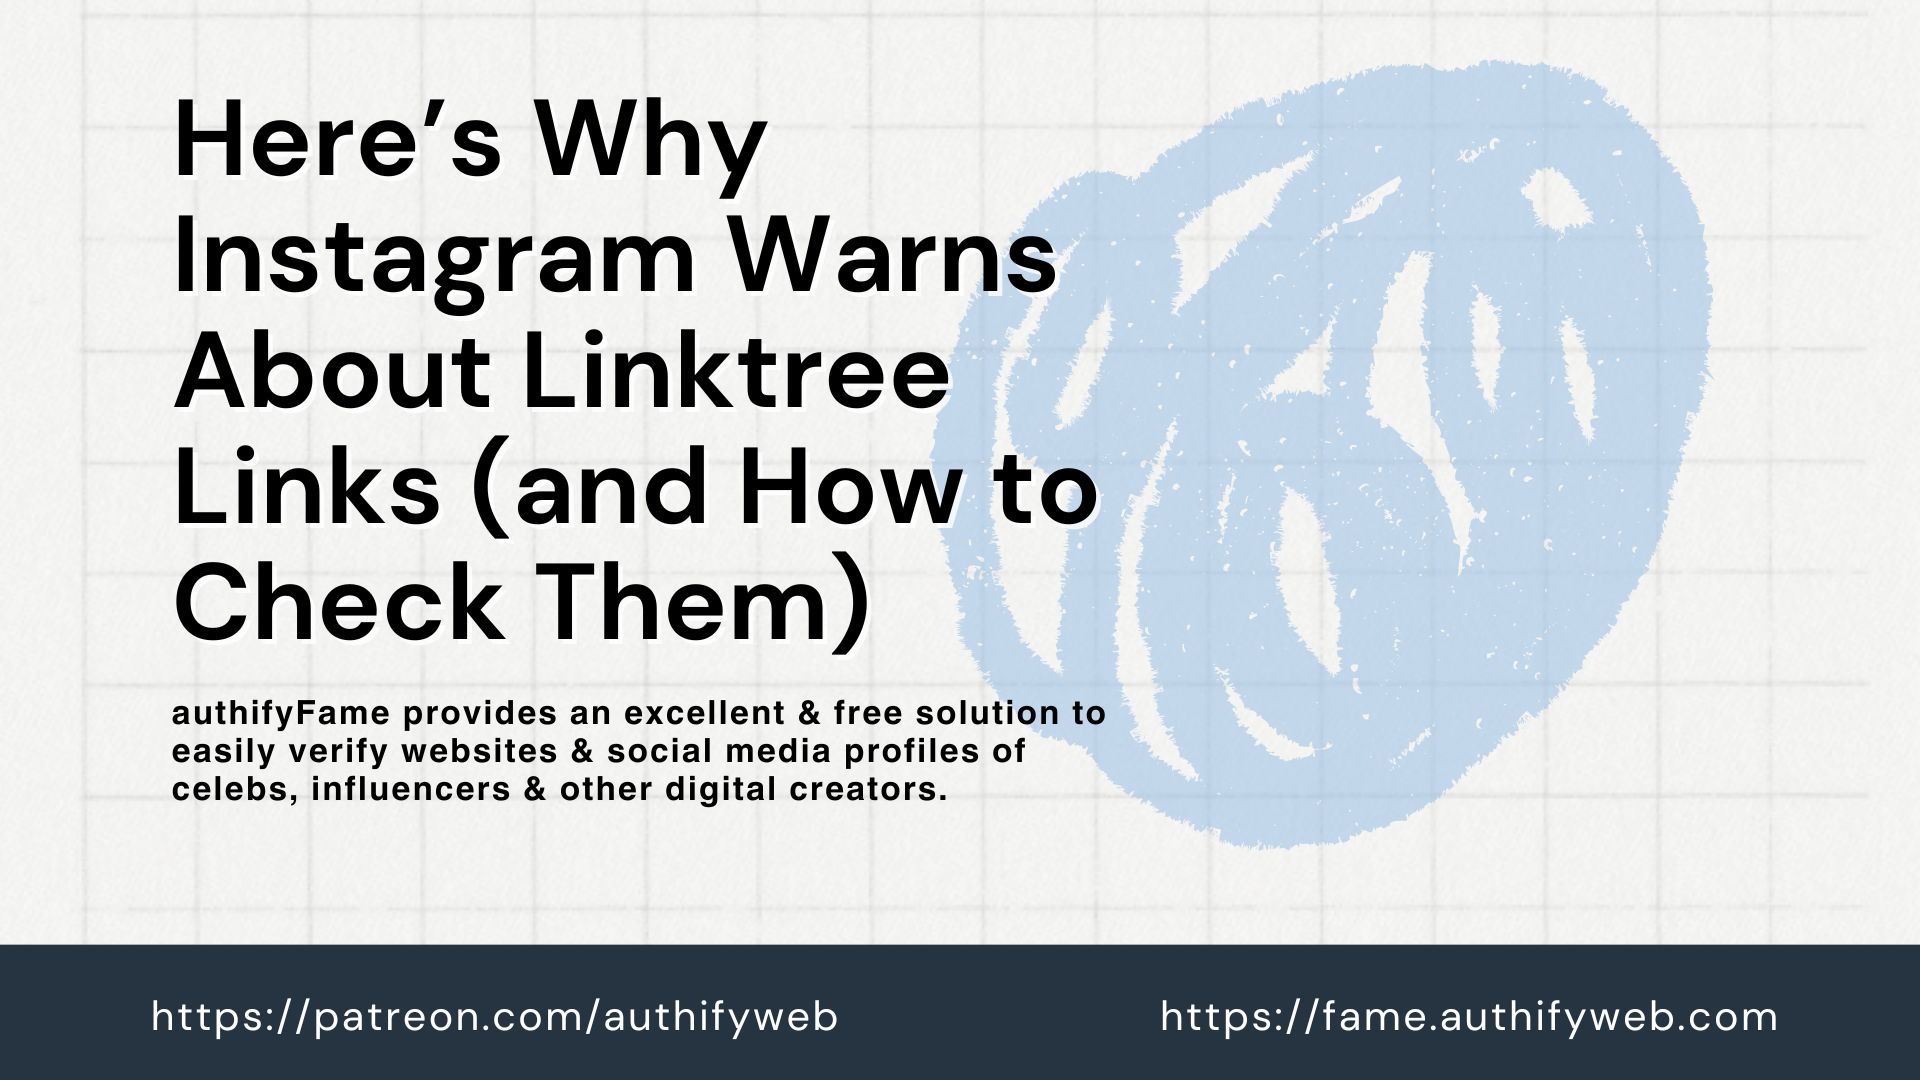 Here’s Why
Instagram Warns
About Linktree
Links (and How to
Check Them)
authifyFame provides an excellent & free solution to
easily verify websites & social media profiles of
celebs, influencers & other digital creators.
https://patreon.com/authifyweb
https://fame.authifyweb.com